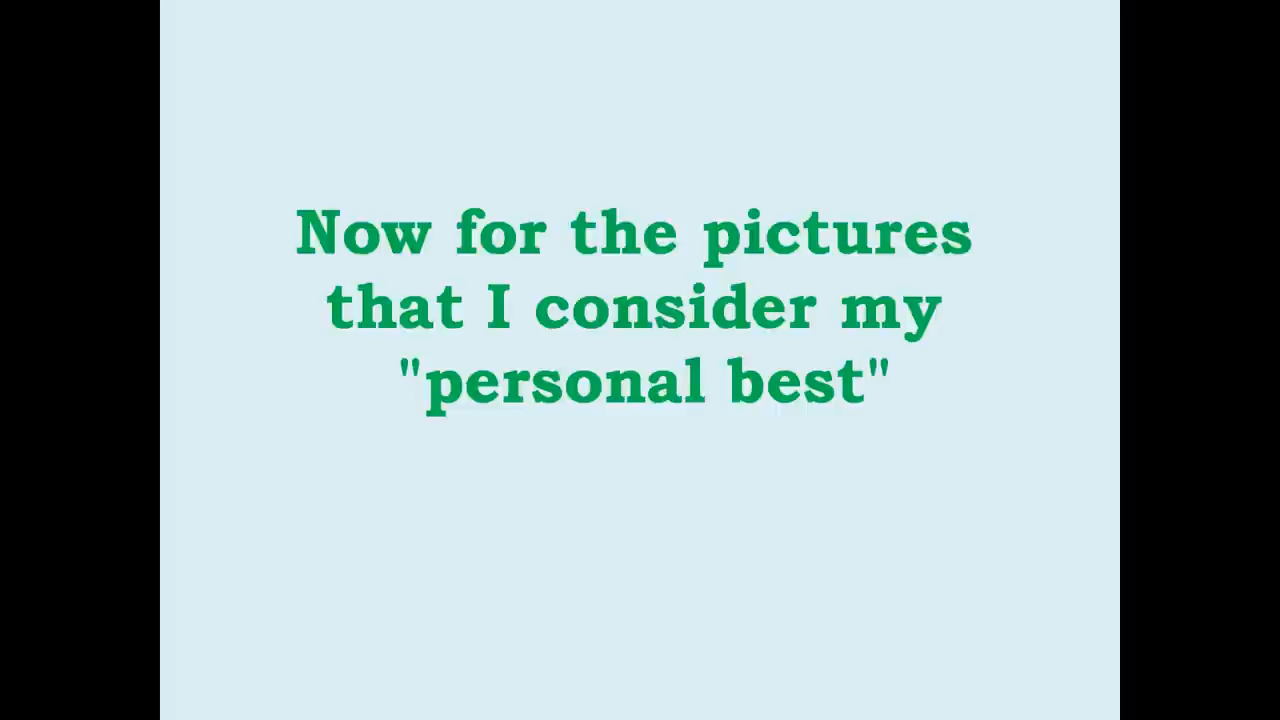 Now for the pictures
that I consider my
"personal best"